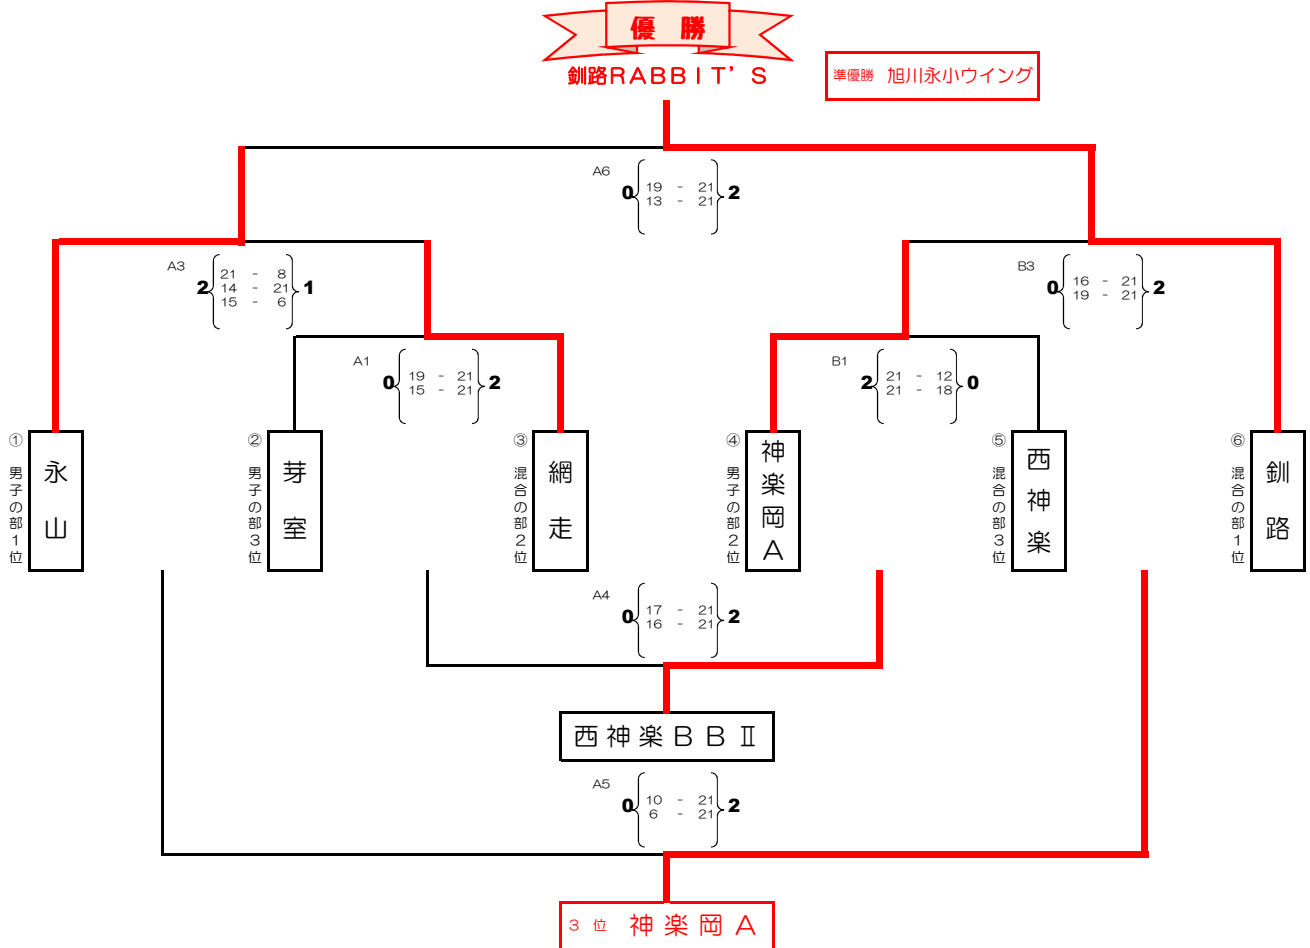 優　勝
釧路ＲＡＢＢＩＴ’Ｓ
準優勝　旭川永小ウイング
A6
0 19 - 21 2
13 - 21
A3
2 21 - 8 1
14 - 21
15 - 6
B3
0 16 - 21 2
19 - 21
A1
0 19 - 21 2
15 - 21
B1
2 21 - 12 0
21 - 18
① 男子の部１位
永山
② 男子の部３位
芽室
③ 混合の部２位
網走
④ 男子の部２位
神楽岡Ａ
⑤ 混合の部３位
西神楽
⑥ 混合の部１位
釧路
A4
0 17 - 21 2
16 - 21
西神楽ＢＢⅡ
A5
0 10 - 21 2
6 - 21
３　位　神楽岡Ａ